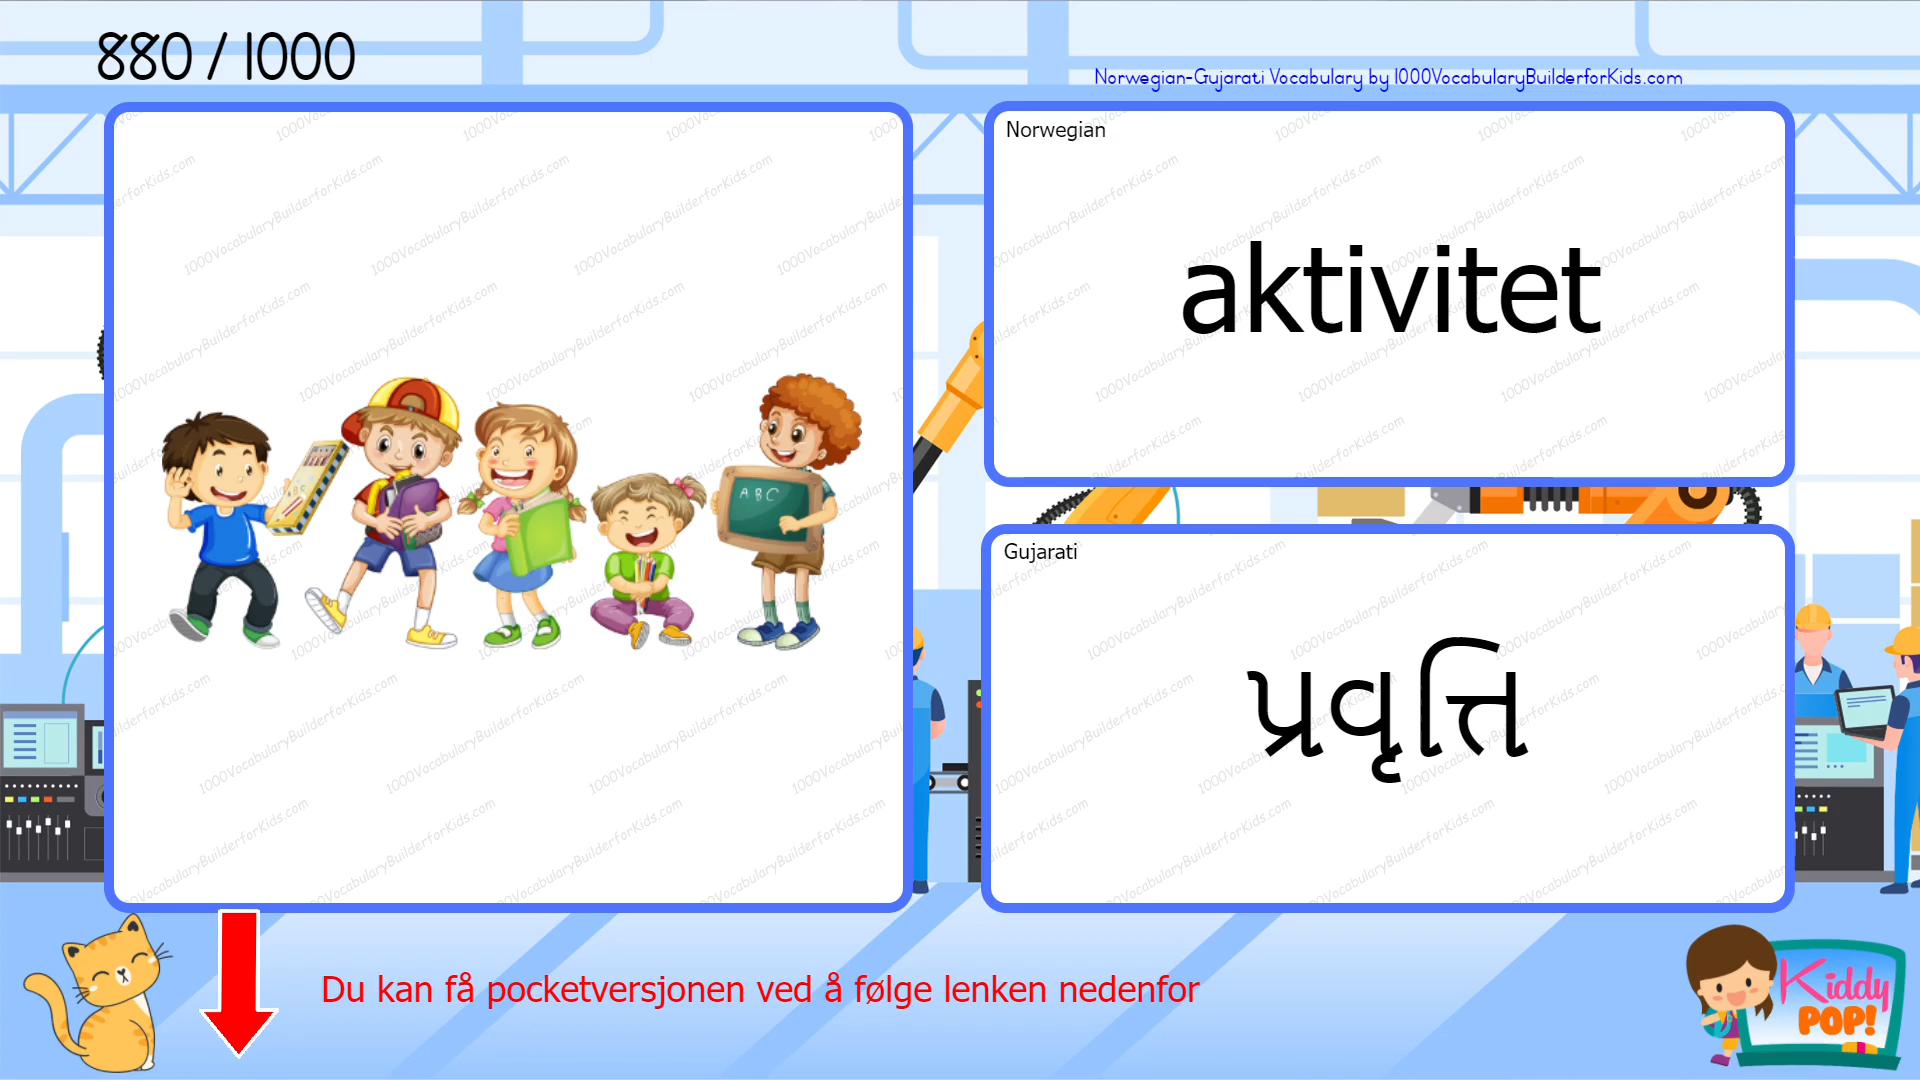 880 / 1000
Norwegian-Gujarati Vocabulary by 1000VocabularyBuilderforKids.com
Norwegian
aktivitet
Gujarati
પ્રવૃત્તિ
A B C
Du kan få pocketversjonen ved å følge lenken nedenfor
Kiddy
POP!